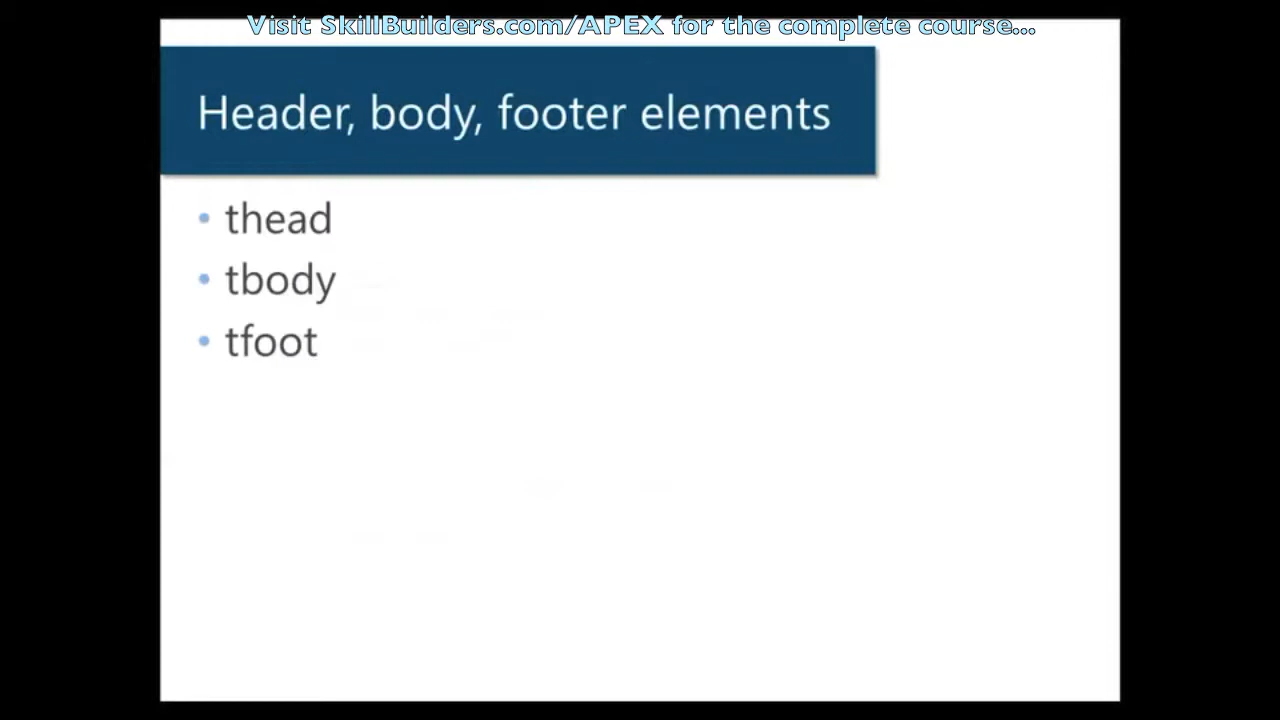 Visit SkillBuilders.com/APEX for the complete course...
Header, body, footer elements
• thead
• tbody
• tfoot